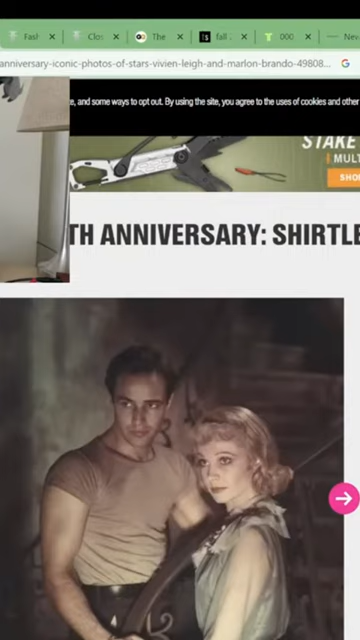 Fash
Clos
The
fall .
000
Nev
anniversary-iconic-photos-of-stars-vivien-leigh-and-marlon-brando-49808...
e, and some ways to opt out. By using the site, you agree to the uses of cookies and other
STAKE
MULT
SHO
TH ANNIVERSARY: SHIRTLE